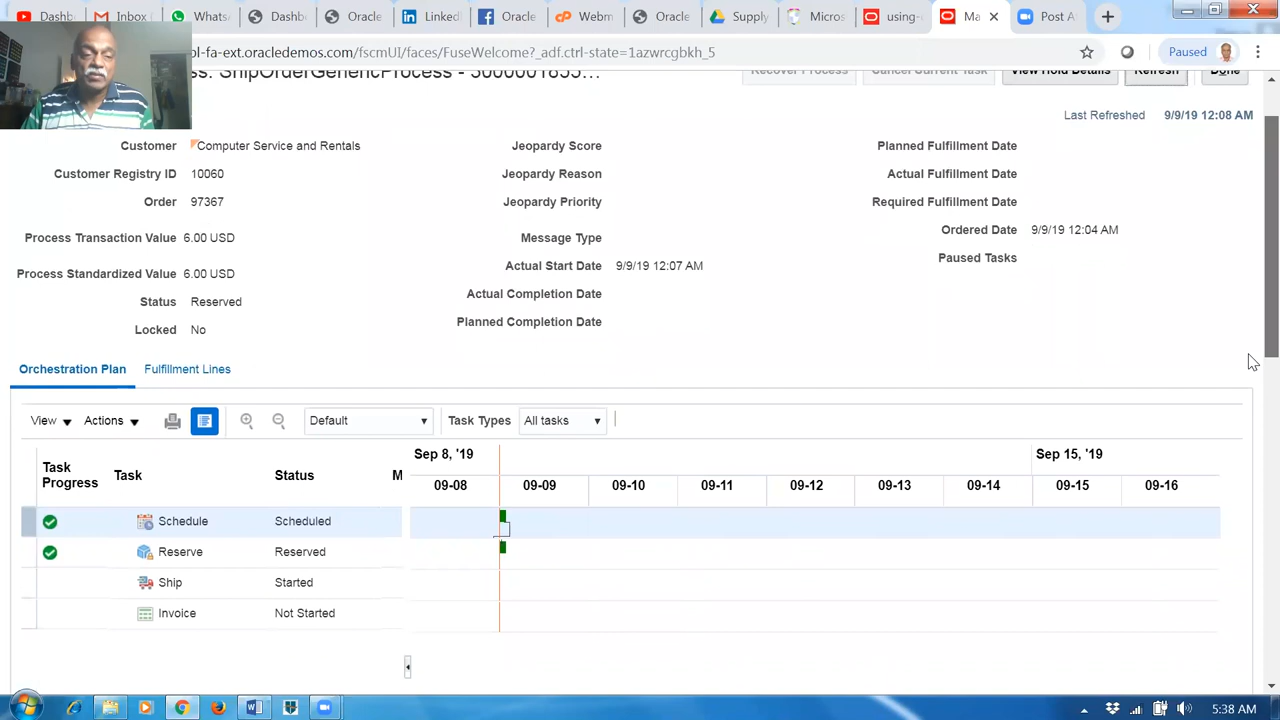 Dashb
Inbox
Whats
Dashb
Oracle
Linked
Oracle
Webm
Oracle
Supp
Micros
using-
Ma
Post A
ol-fa-ext.oracledemos.com/fscmUI/faces/FuseWelcome?_adf.ctrl-state=1azwrcgbkh_5
Paused
ss: ShipOrderGenericProcess - 3000001855...
Recover Process
Cancel Current Task
View Hold Details
Refresh
Done
Last Refreshed 9/9/19 12:08 AM
Customer Computer Service and Rentals
Customer Registry ID 10060
Order 97367
Process Transaction Value 6.00 USD
Process Standardized Value 6.00 USD
Status Reserved
Locked No
Jeopardy Score
Jeopardy Reason
Jeopardy Priority
Message Type
Actual Start Date 9/9/19 12:07 AM
Actual Completion Date
Planned Completion Date
Planned Fulfillment Date
Actual Fulfillment Date
Required Fulfillment Date
Ordered Date 9/9/19 12:04 AM
Paused Tasks
Orchestration Plan Fulfillment Lines
View Actions Default Task Types All tasks
Task Progress Task Status M
Sep 8, '19 Sep 15, '19
09-08 09-09 09-10 09-11 09-12 09-13 09-14 09-15 09-16
Schedule Scheduled
Reserve Reserved
Ship Started
Invoice Not Started
5:38 AM